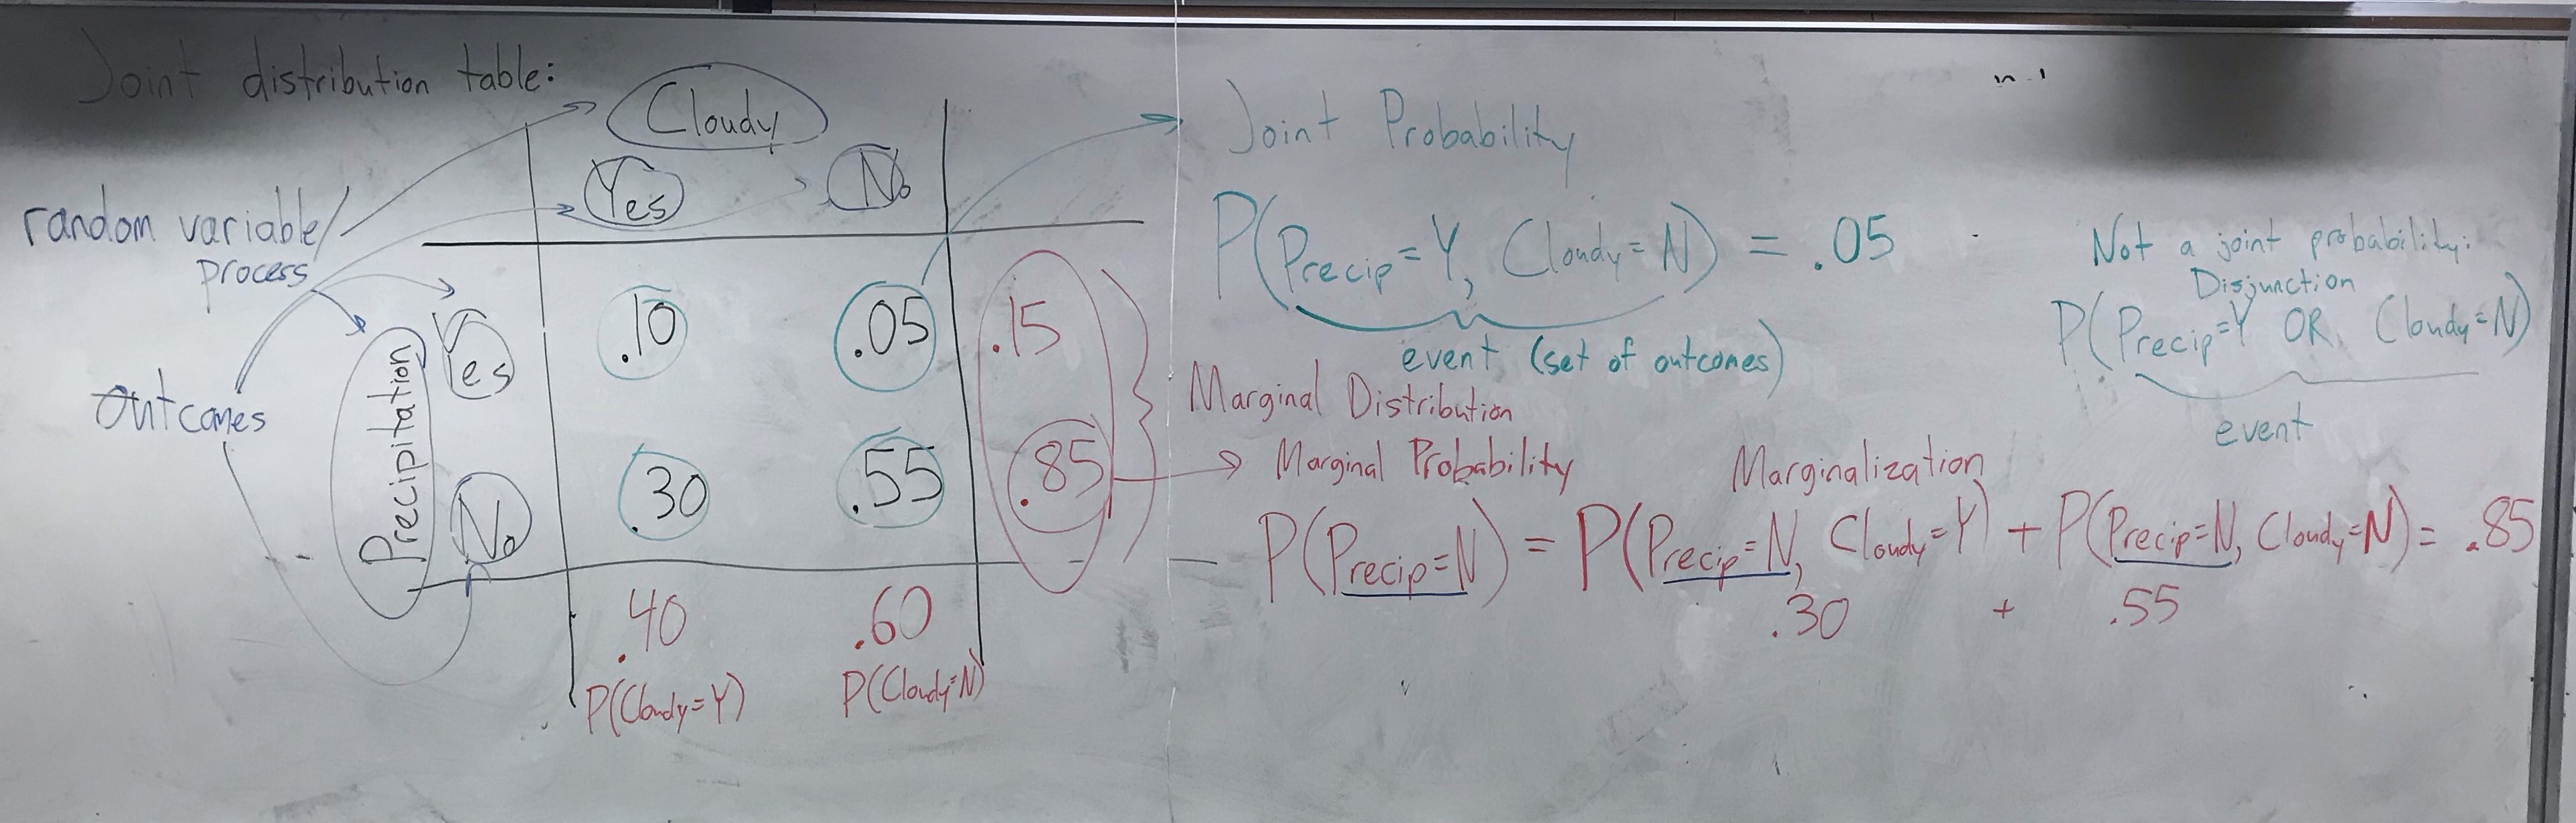 Joint distribution table:
Cloudy
Yes No
random variable/
process
Outcomes
Precipitation
Yes .10 .05 .15
No .30 .55 .85
.40 .60
P(Cloudy=Y) P(Cloudy=N)
Joint Probability
P(Precip=Y, Cloudy=N) = .05
event (set of outcomes)
Not a joint probability:
Disjunction
P(Precip=Y OR Cloudy=N)
event
Marginal Distribution
Marginal Probability
Marginalization
P(Precip=N) = P(Precip=N, Cloudy=Y) + P(Precip=N, Cloudy=N) = .85
.30 + .55